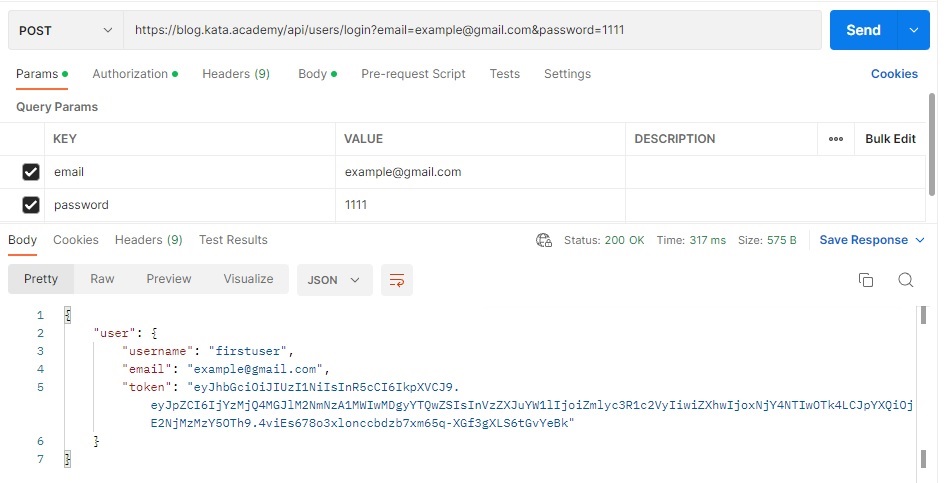 POST https://blog.kata.academy/api/users/login?email=example@gmail.com&password=1111 Send
Params Authorization Headers (9) Body Pre-request Script Tests Settings Cookies
Query Params
KEY VALUE DESCRIPTION ooo Bulk Edit
email example@gmail.com
password 1111
Body Cookies Headers (9) Test Results Status: 200 OK Time: 317 ms Size: 575 B Save Response
Pretty Raw Preview Visualize JSON
1 {
2 "user": {
3 "username": "firstuser",
4 "email": "example@gmail.com",
5 "token": "eyJhbGciOiJIUzI1NiIsInR5cCI6IkpXVCJ9.
eyJpZCI6IjYzMjQ4MGJlM2NmNzA1MWIwMDgyYTQwZSIsInVzZXJuYW1lIjoiZmlyc3R1c2VyIiwiZXhwIjoxNjY4NTIwOTk4LCJpYXQiOj
E2NjMzMzY5OTh9.4viEs678o3xlonccbdzb7xm65q-XGf3gXLS6tGvYeBk"
6 }
7 }